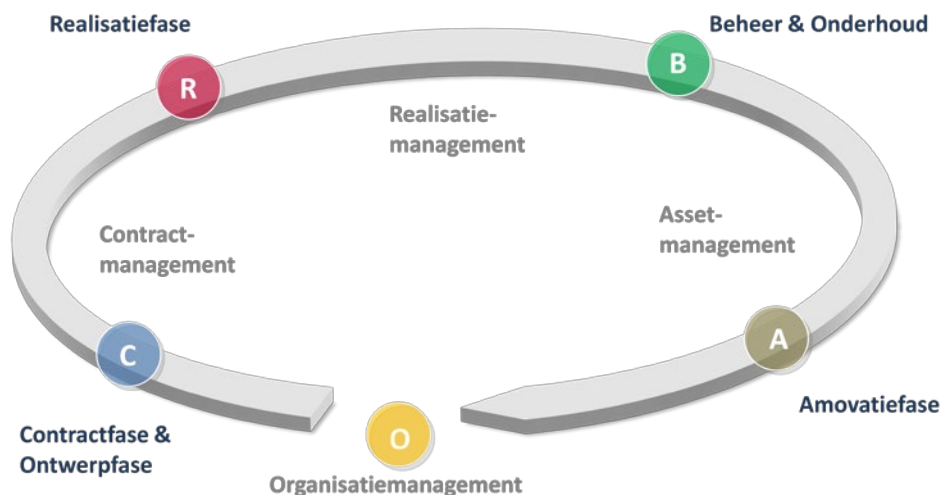 Realisatiefase
Beheer & Onderhoud
R
B
Realisatie-
management
Contract-
management
Asset-
management
C
A
Contractfase &
Ontwerpfase
O
Amovatiefase
Organisatiemanagement